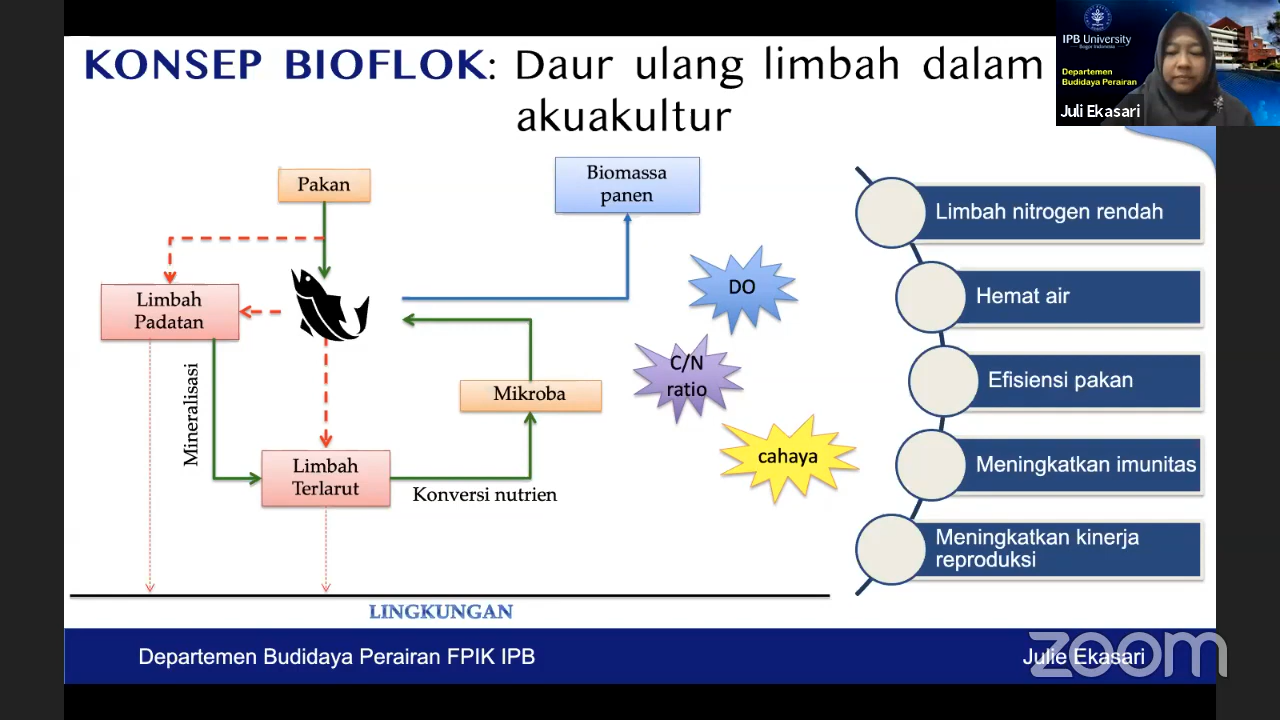 KONSEP BIOFLOK: Daur ulang limbah dalam
akuakultur
IPB University
Bogor Indonesia
Departemen
Budidaya Perairan
Juli Ekasari
Pakan
Biomassa
panen
Limbah
Padatan
DO
C/N
ratio
Mineralisasi
Mikroba
cahaya
Limbah
Terlarut
Konversi nutrien
LINGKUNGAN
Limbah nitrogen rendah
Hemat air
Efisiensi pakan
Meningkatkan imunitas
Meningkatkan kinerja
reproduksi
Departemen Budidaya Perairan FPIK IPB
Julie Ekasari
zoom